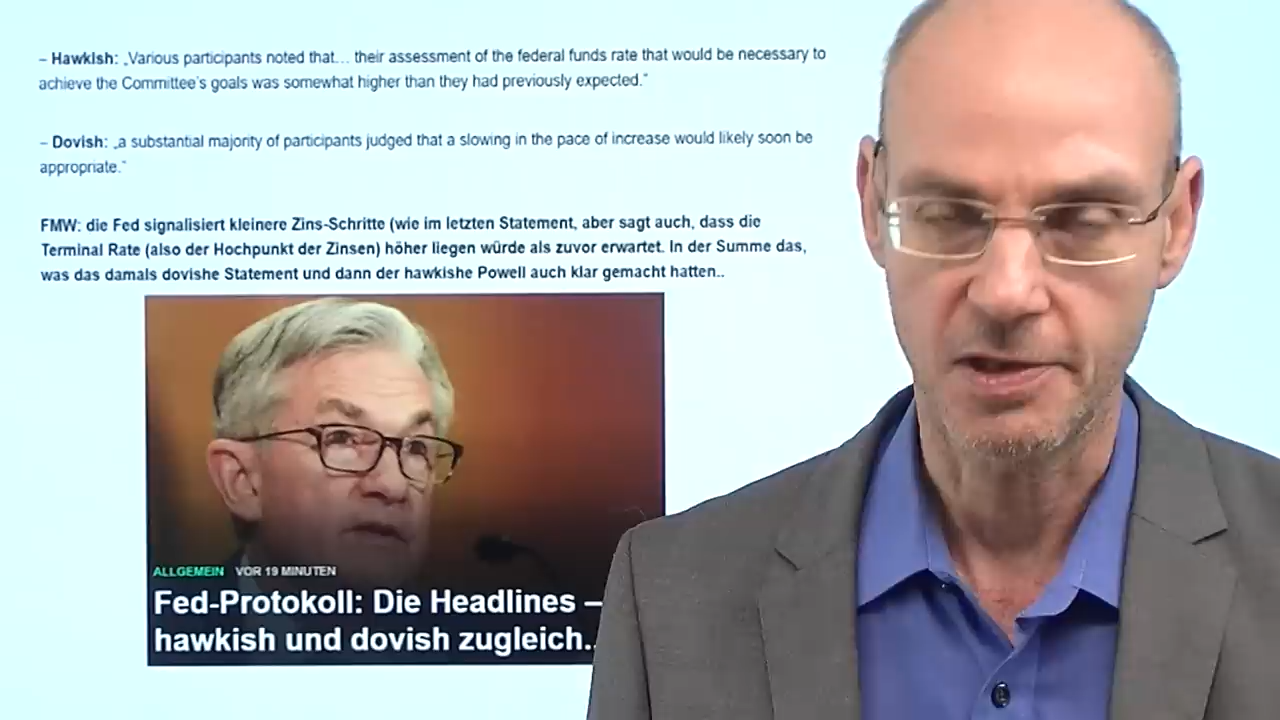 – Hawkish: „Various participants noted that… their assessment of the federal funds rate that would be necessary to
achieve the Committee's goals was somewhat higher than they had previously expected."
– Dovish: „a substantial majority of participants judged that a slowing in the pace of increase would likely soon be
appropriate."
FMW: die Fed signalisiert kleinere Zins-Schritte (wie im letzten Statement, aber sagt auch, dass die
Terminal Rate (also der Hochpunkt der Zinsen) höher liegen würde als zuvor erwartet. In der Summe das,
was das damals dovishe Statement und dann der hawkishe Powell auch klar gemacht hatten..
ALLGEMEIN VOR 19 MINUTEN
Fed-Protokoll: Die Headlines –
hawkish und dovish zugleich..